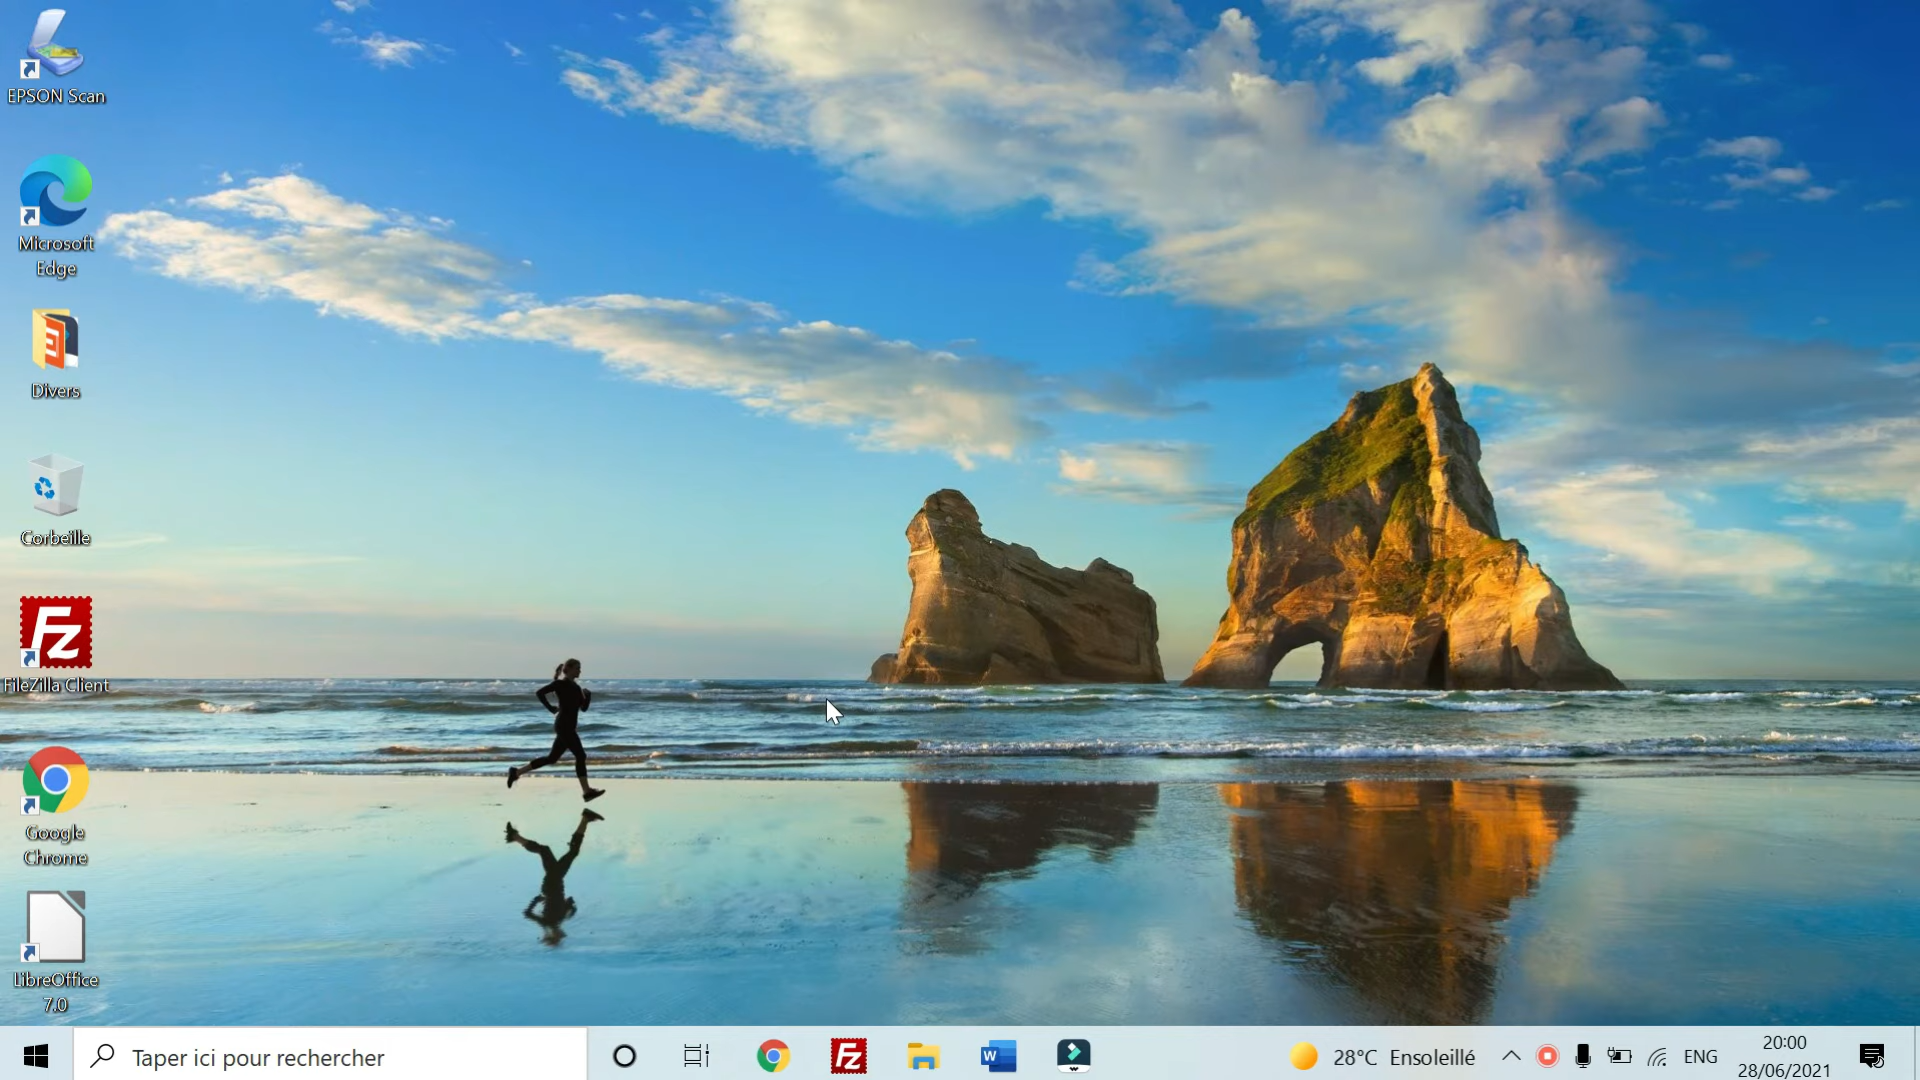 EPSON Scan
Microsoft
Edge
Divers
Corbeille
FileZilla Client
Google
Chrome
LibreOffice
7.0
Taper ici pour rechercher
28°C Ensoleillé
ENG
20:00
28/06/2021